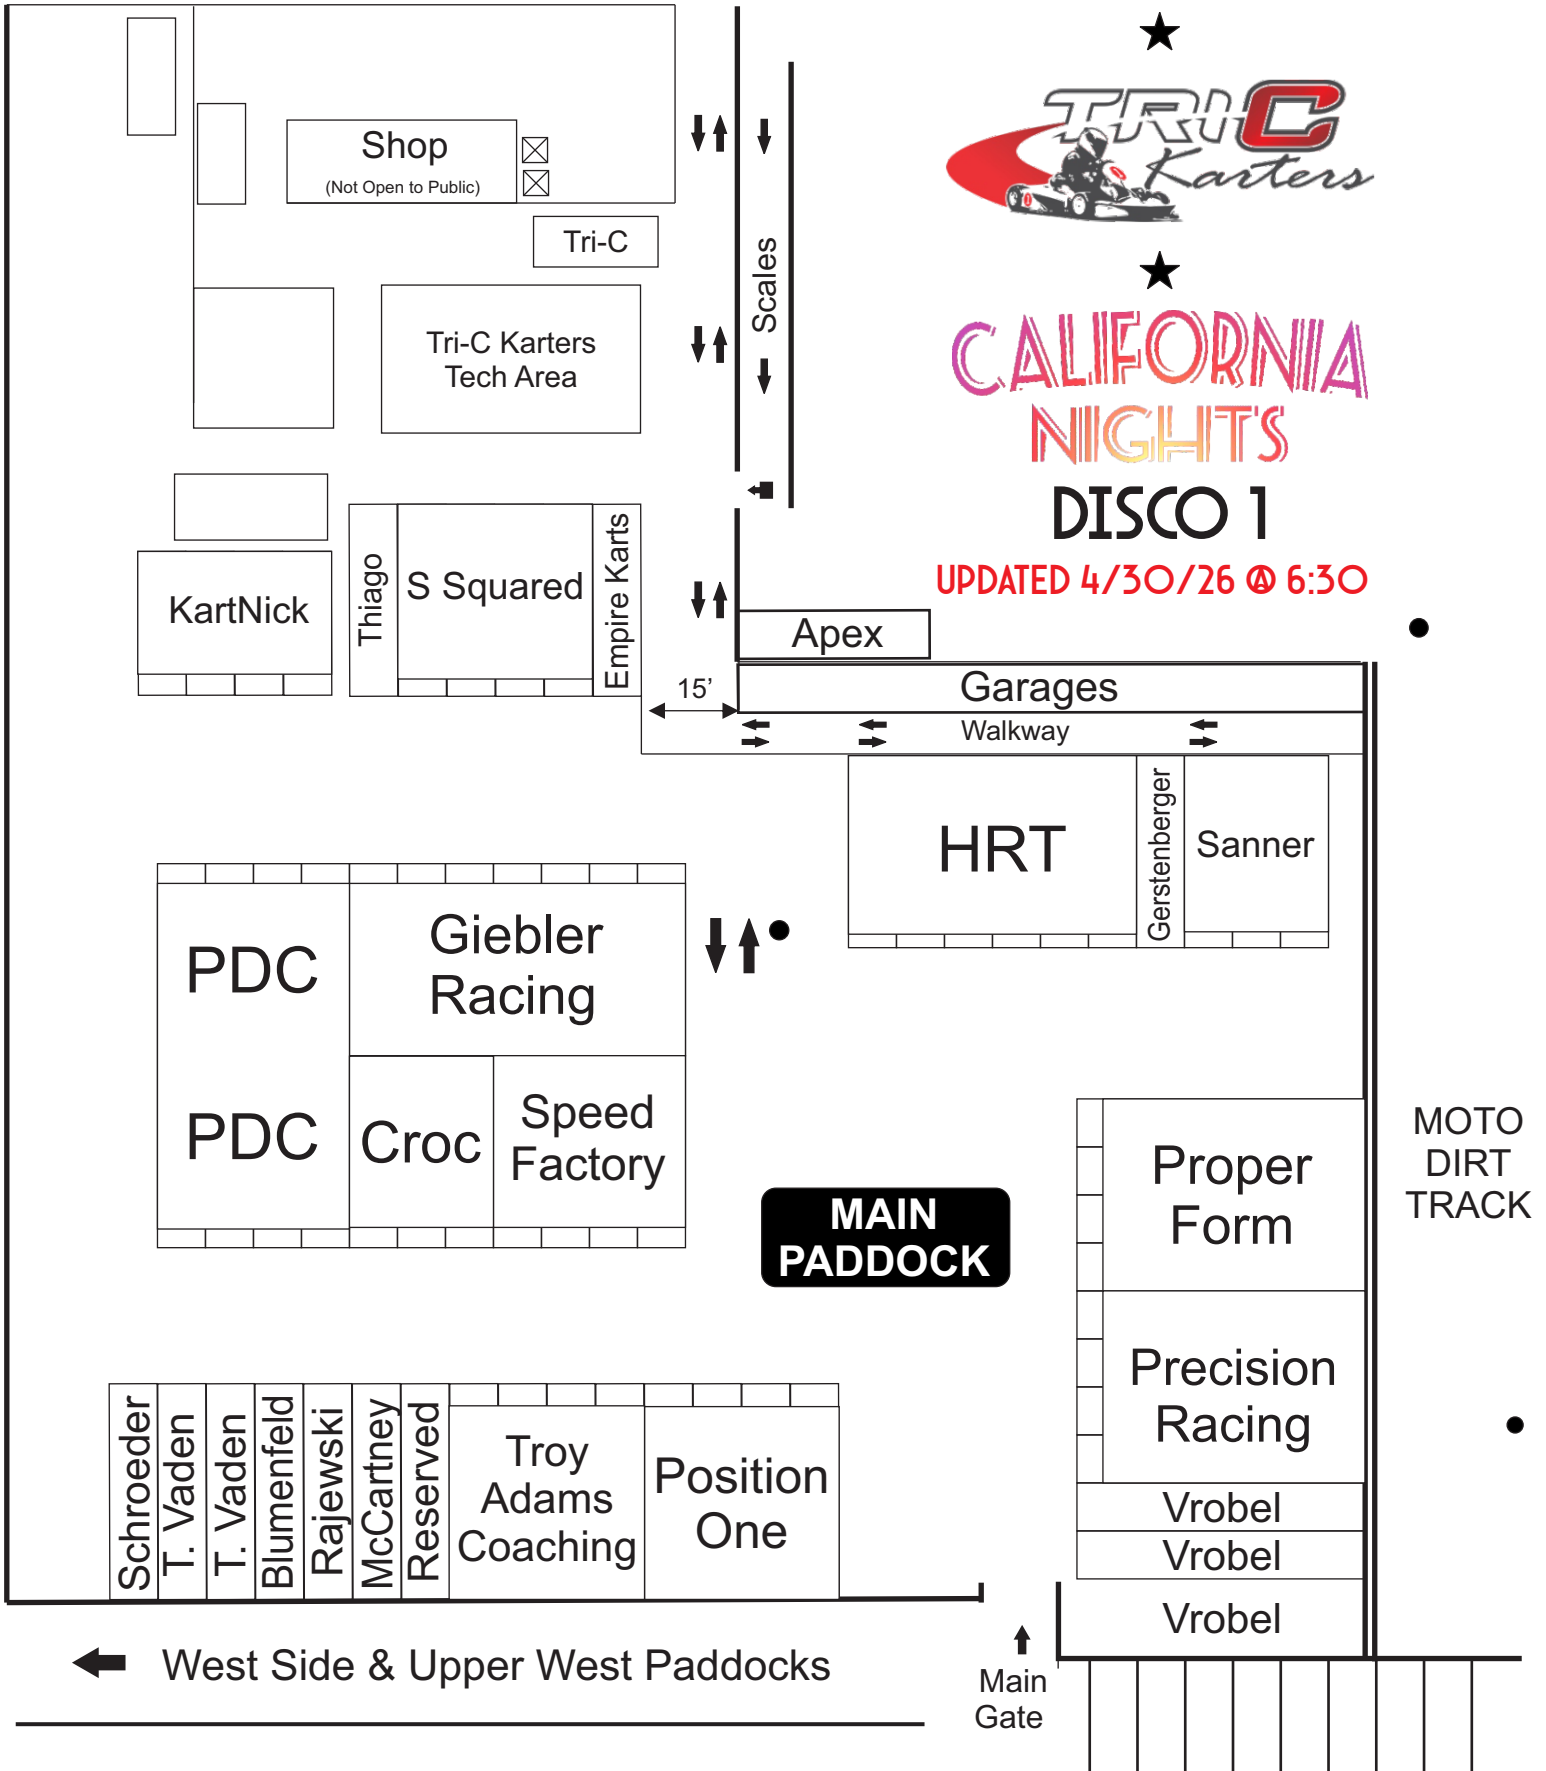 Shop
(Not Open to Public)
Tri-C
Tri-C Karters
Tech Area
Scales
TRI C
Karters
CALIFORNIA
NIGHTS
DISCO 1
UPDATED 4/30/26 @ 6:30
KartNick
Thiago
S Squared
Empire Karts
Apex
15’
Garages
Walkway
HRT
Gerstenberger
Sanner
PDC
Giebler
Racing
PDC
Croc
Speed
Factory
MAIN
PADDOCK
Proper
Form
MOTO
DIRT
TRACK
Precision
Racing
Schroeder
T. Vaden
T. Vaden
Blumenfeld
Rajewski
McCartney
Reserved
Troy
Adams
Coaching
Position
One
Vrobel
Vrobel
Vrobel
West Side & Upper West Paddocks
Main
Gate